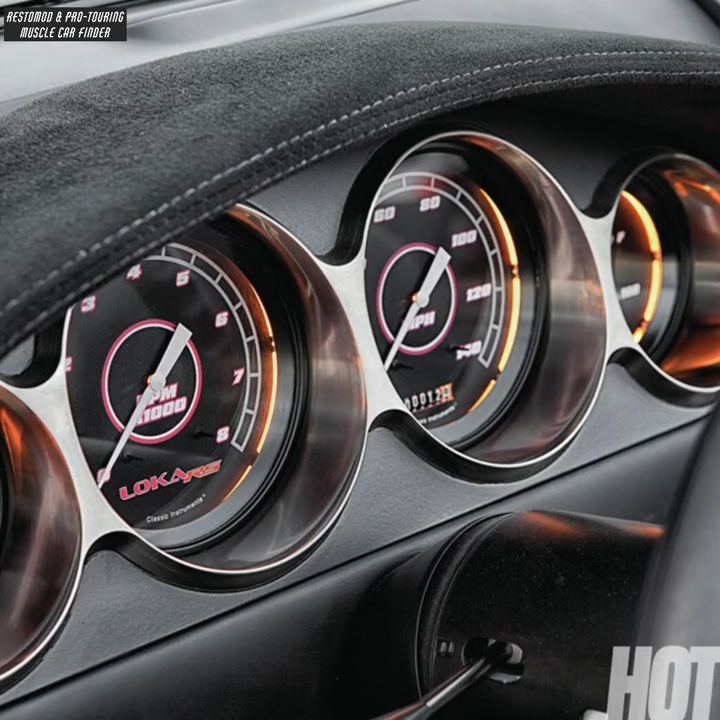 RESTOMOD & PRO-TOURING
MUSCLE CAR FINDER
60
80
100
120
140
MPH
3
4
5
6
7
8
RPM
X1000
LOKAR RS
Classic Instruments
HOT